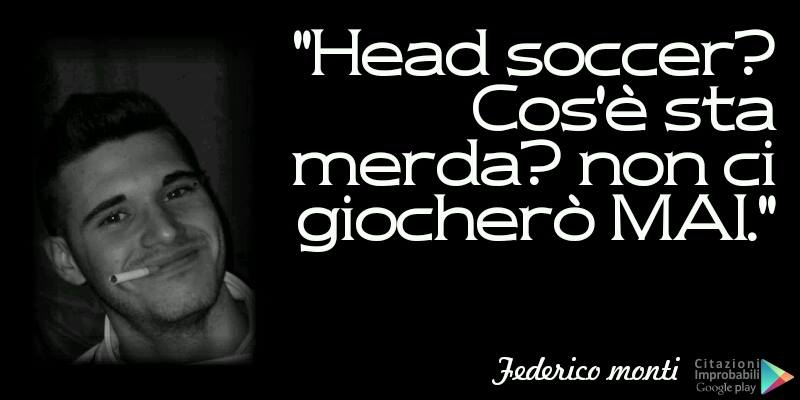 "Head soccer?
Cos'è sta
merda? non ci
giocherò MAI."
Federico monti
Citazioni
Improbabili
Google play